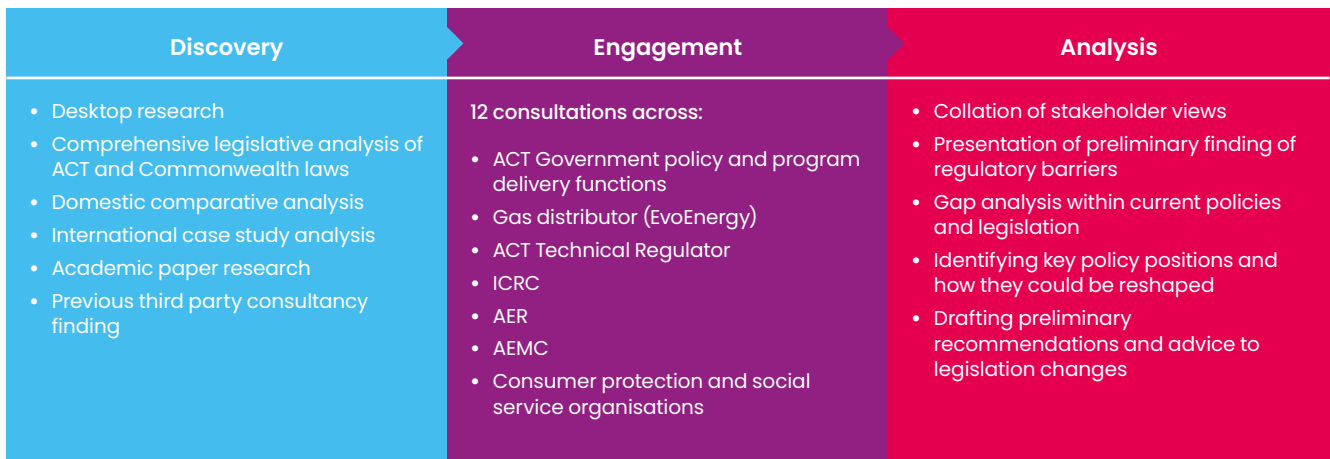 Discovery
• Desktop research
• Comprehensive legislative analysis of
ACT and Commonwealth laws
• Domestic comparative analysis
• International case study analysis
• Academic paper research
• Previous third party consultancy
finding
Engagement
12 consultations across:
• ACT Government policy and program
delivery functions
• Gas distributor (EvoEnergy)
• ACT Technical Regulator
• ICRC
• AER
• AEMC
• Consumer protection and social
service organisations
Analysis
• Collation of stakeholder views
• Presentation of preliminary finding of
regulatory barriers
• Gap analysis within current policies
and legislation
• Identifying key policy positions and
how they could be reshaped
• Drafting preliminary
recommendations and advice to
legislation changes